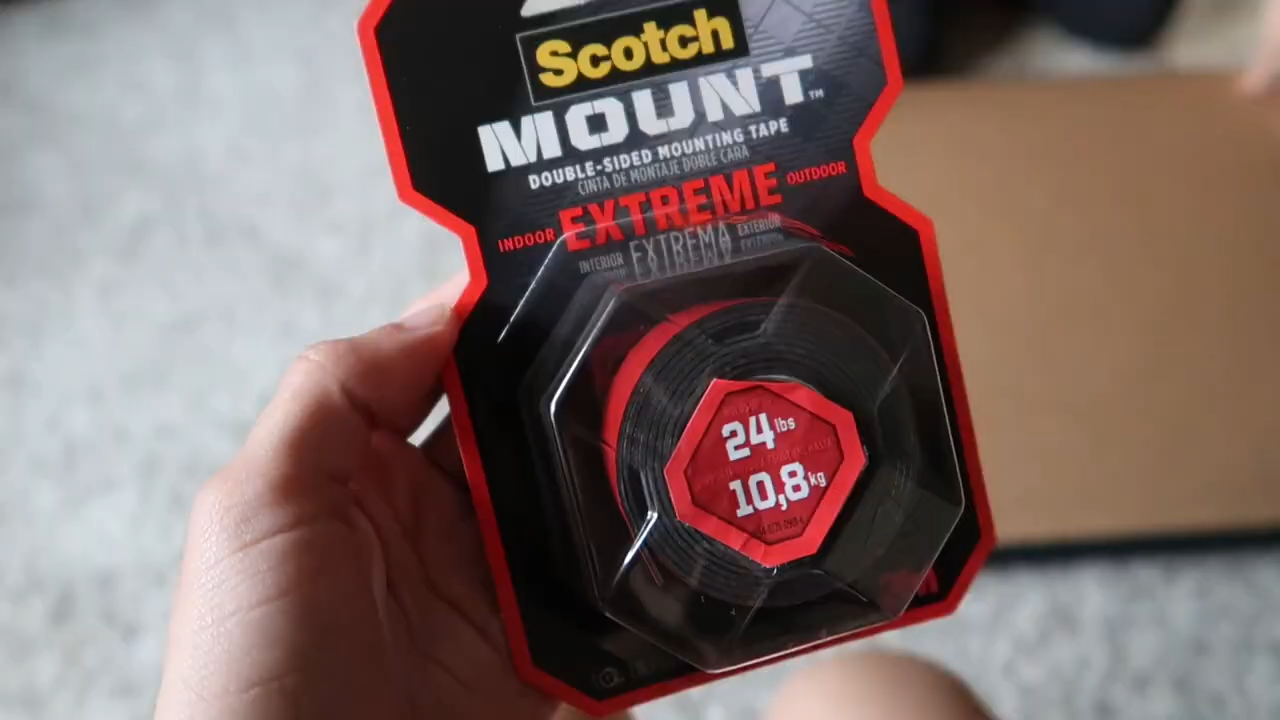 Scotch
MOUNT™
DOUBLE-SIDED MOUNTING TAPE
CINTA DE MONTAJE DOBLE CARA
INDOOR EXTREME OUTDOOR
INTERIOR EXTREMA EXTERIOR
24 lbs
10,8 kg